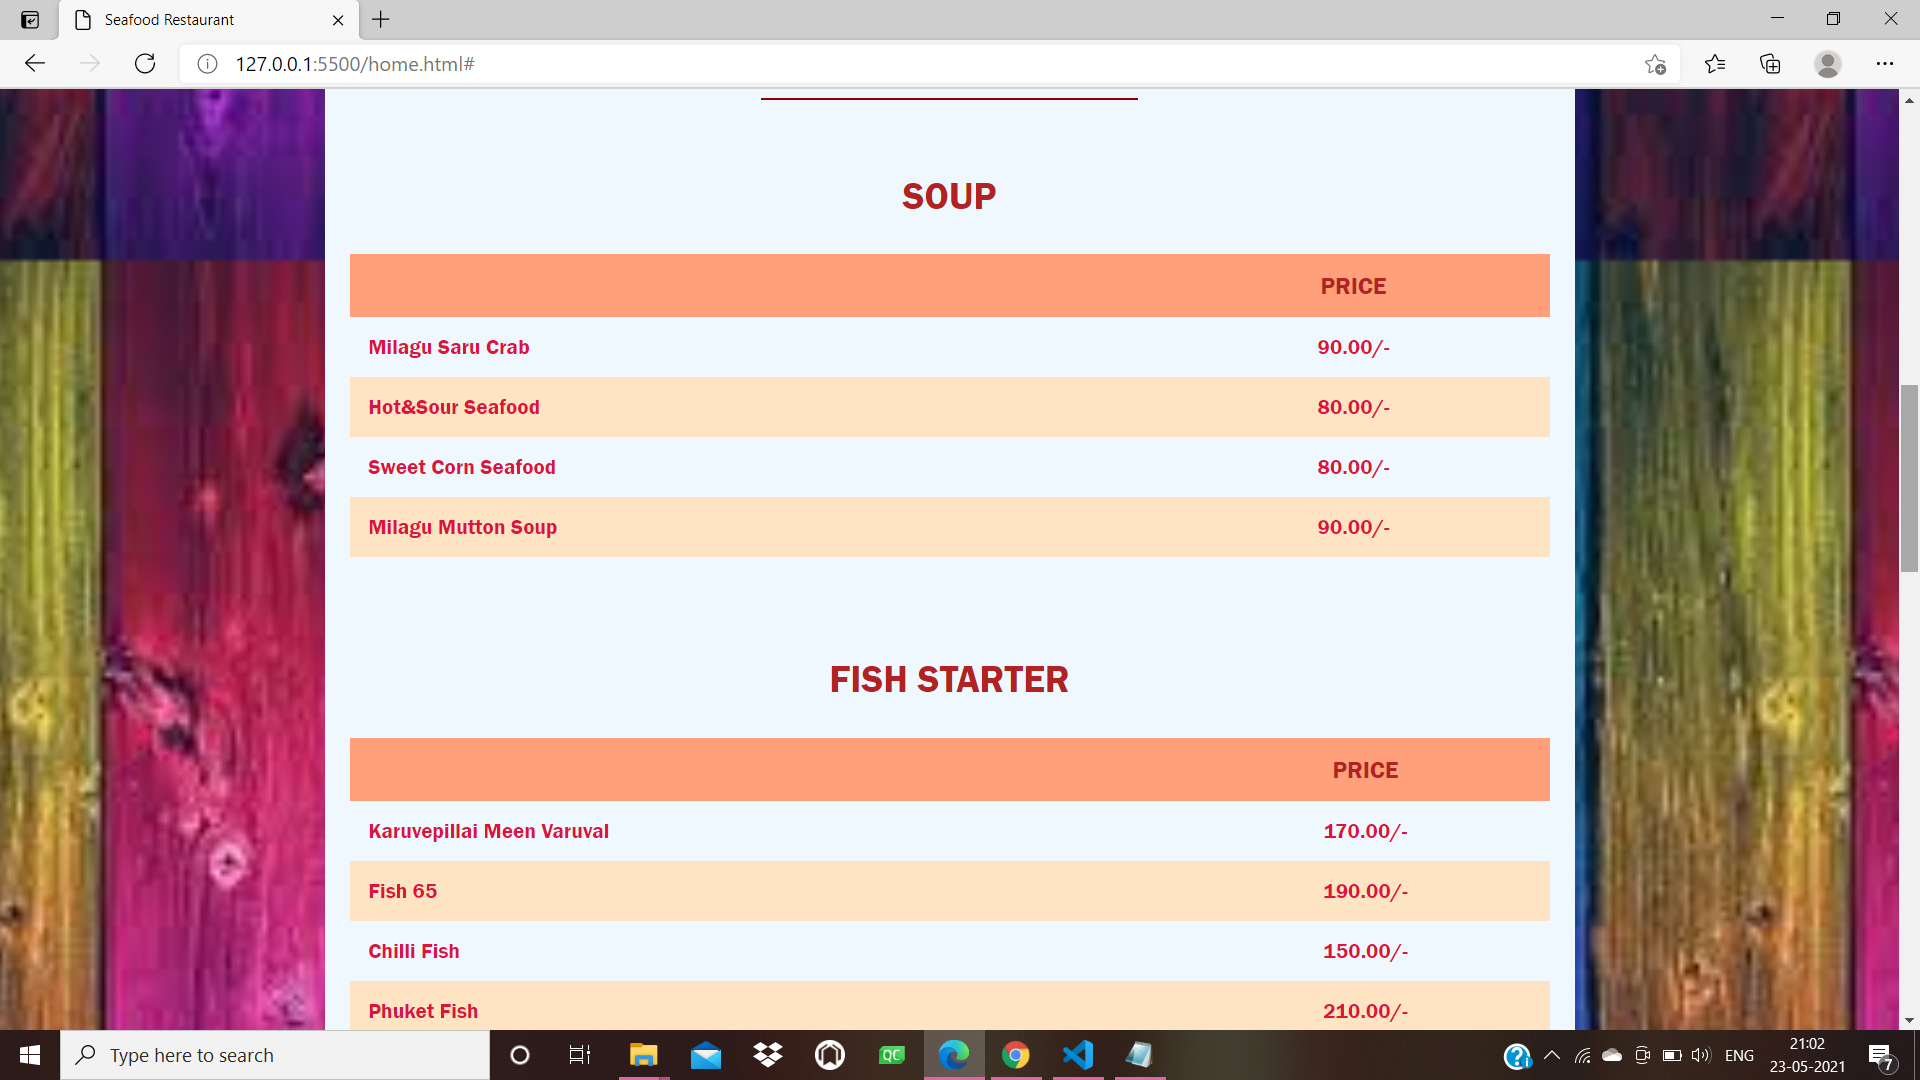 Seafood Restaurant
127.0.0.1:5500/home.html#
SOUP
PRICE
Milagu Saru Crab 90.00/-
Hot&Sour Seafood 80.00/-
Sweet Corn Seafood 80.00/-
Milagu Mutton Soup 90.00/-
FISH STARTER
PRICE
Karuvepillai Meen Varuval 170.00/-
Fish 65 190.00/-
Chilli Fish 150.00/-
Phuket Fish 210.00/-
Type here to search
QC
ENG
21:02
23-05-2021
7